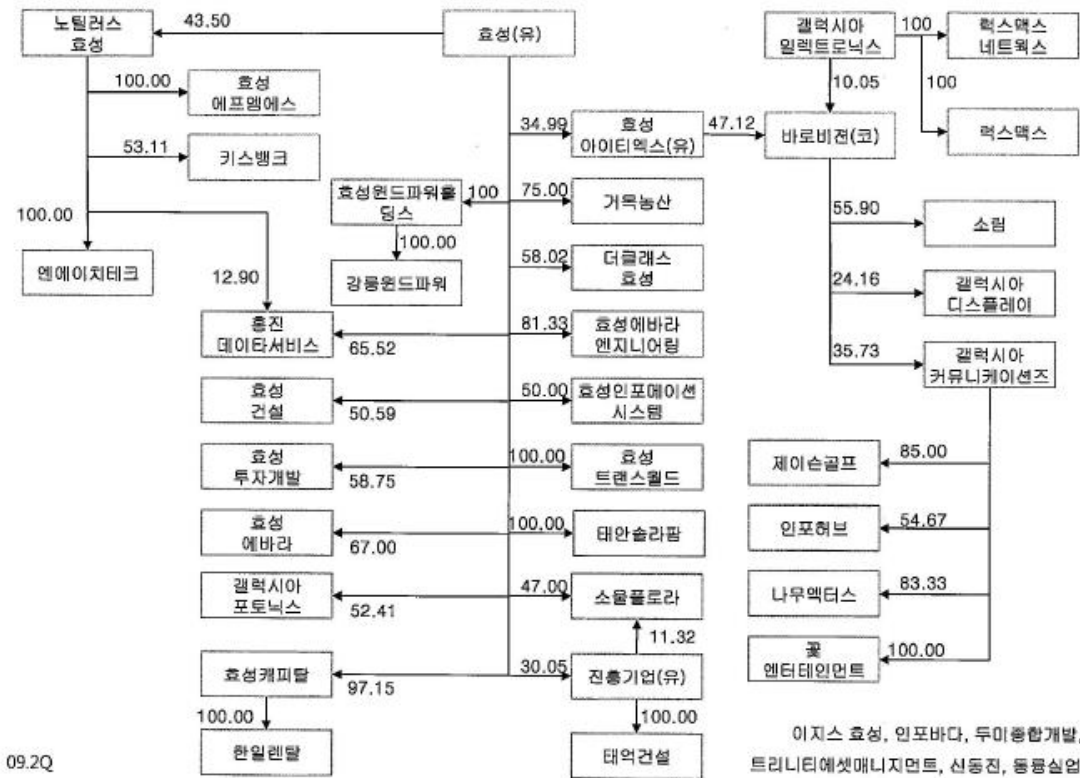 노틸러스
효성
43.50
효성(유)
갤럭시아
일렉트로닉스
100
럭스맥스
네트웍스
100.00
효성
에프엠에스
10.05
100
34.99
효성
아이티엑스(유)
47.12
바로비젼(코)
럭스맥스
53.11
키스뱅크
효성윈드파워홀
딩스
100
75.00
거목농산
55.90
소림
100.00
100.00
엔에이치테크
12.90
강릉윈드파워
58.02
더클래스
효성
24.16
갤럭시아
디스플레이
홍진
데이타서비스
65.52
81.33
효성에바라
엔지니어링
35.73
갤럭시아
커뮤니케이션즈
효성
건설
50.59
50.00
효성인포메이션
시스템
효성
투자개발
58.75
100.00
효성
트랜스월드
제이슨골프
85.00
효성
에바라
67.00
100.00
태안솔라팜
인포허브
54.67
갤럭시아
포토닉스
52.41
47.00
소울플로라
나무액터스
83.33
11.32
효성캐피탈
97.15
30.05
진흥기업(유)
꽃
엔터테인먼트
100.00
100.00
한일렌탈
100.00
태억건설
이지스 효성, 인포바다, 두미종합개발,
트리니티에셋매니지먼트, 신동진, 동륭실업
09.2Q